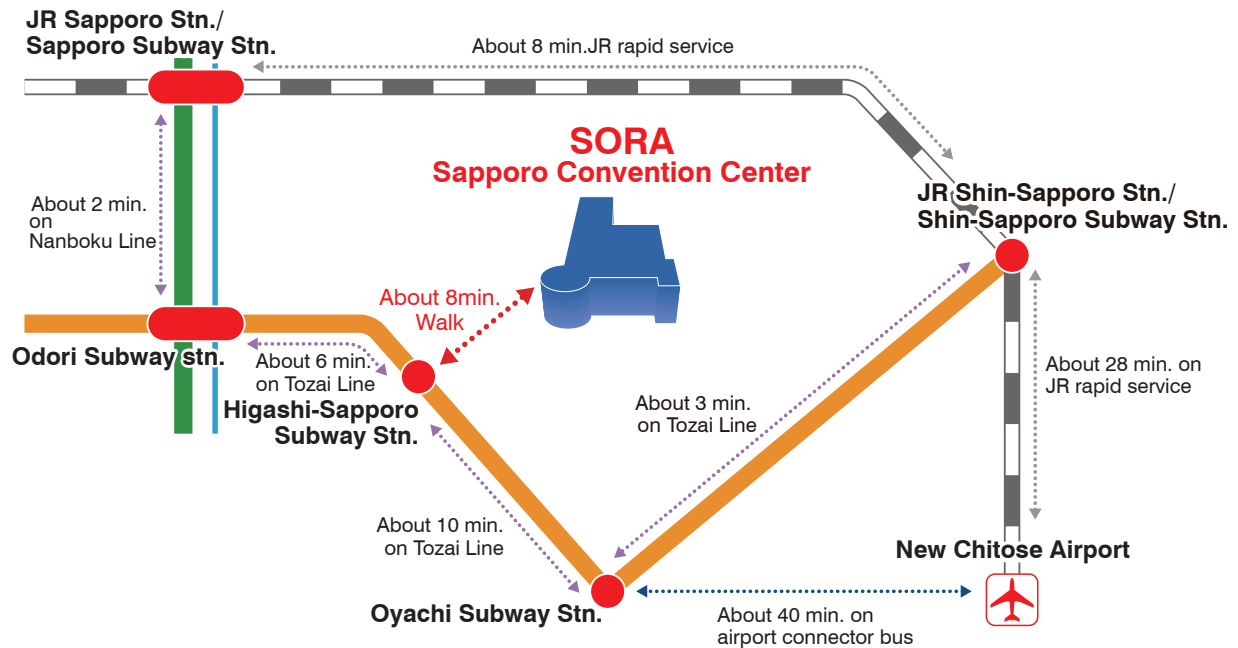 JR Sapporo Stn./
Sapporo Subway Stn.
About 8 min.JR rapid service
SORA
Sapporo Convention Center
JR Shin-Sapporo Stn./
Shin-Sapporo Subway Stn.
About 2 min.
on
Nanboku Line
About 8min.
Walk
Odori Subway stn.
About 6 min.
on Tozai Line
Higashi-Sapporo
Subway Stn.
About 28 min. on
JR rapid service
About 3 min.
on Tozai Line
About 10 min.
on Tozai Line
New Chitose Airport
Oyachi Subway Stn.
About 40 min. on
airport connector bus